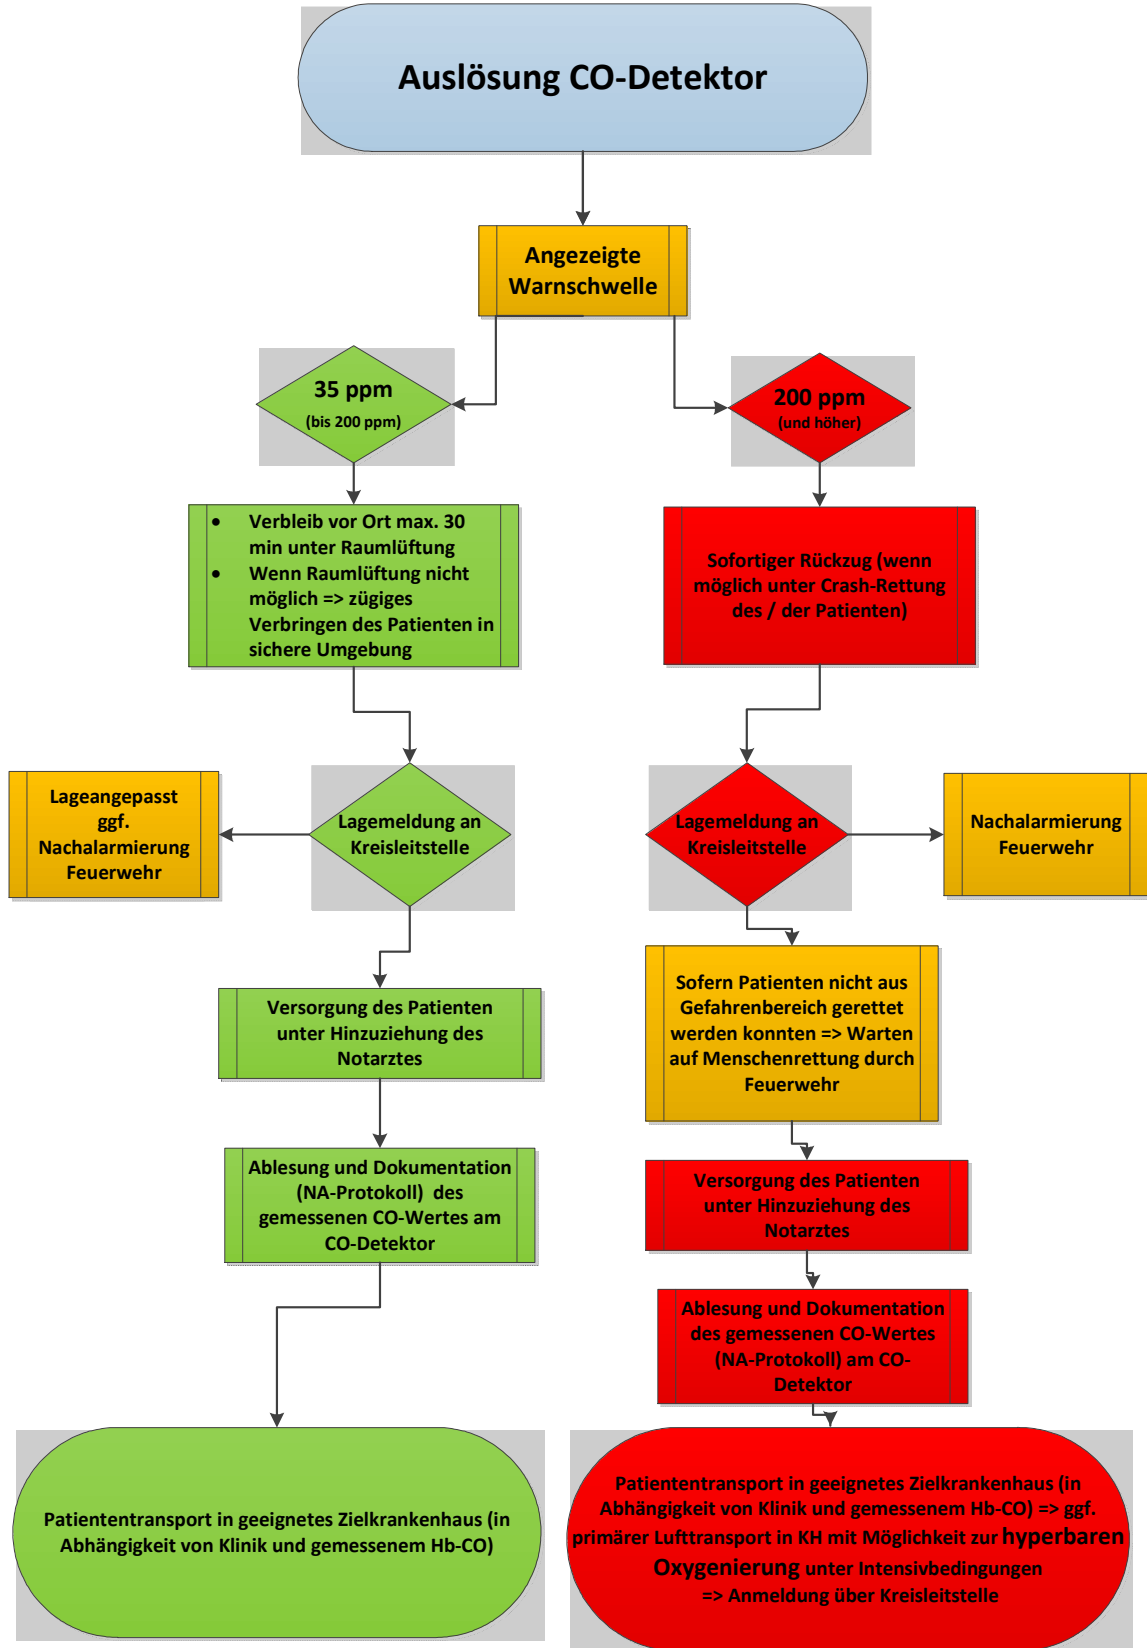 Auslösung CO-Detektor
Angezeigte
Warnschwelle
35 ppm
(bis 200 ppm)
200 ppm
(und höher)
• Verbleib vor Ort max. 30
min unter Raumlüftung
• Wenn Raumlüftung nicht
möglich => zügiges
Verbringen des Patienten in
sichere Umgebung
Sofortiger Rückzug (wenn
möglich unter Crash-Rettung
des / der Patienten)
Lageangepasst
ggf.
Nachalarmierung
Feuerwehr
Lagemeldung an
Kreisleitstelle
Lagemeldung an
Kreisleitstelle
Nachalarmierung
Feuerwehr
Versorgung des Patienten
unter Hinzuziehung des
Notarztes
Sofern Patienten nicht aus
Gefahrenbereich gerettet
werden konnten => Warten
auf Menschenrettung durch
Feuerwehr
Ablesung und Dokumentation
(NA-Protokoll) des
gemessenen CO-Wertes am
CO-Detektor
Versorgung des Patienten
unter Hinzuziehung des
Notarztes
Ablesung und Dokumentation
des gemessenen CO-Wertes
(NA-Protokoll) am CO-
Detektor
Patiententransport in geeignetes Zielkrankenhaus (in
Abhängigkeit von Klinik und gemessenem Hb-CO)
Patiententransport in geeignetes Zielkrankenhaus (in
Abhängigkeit von Klinik und gemessenem Hb-CO) => ggf.
primärer Lufttransport in KH mit Möglichkeit zur hyperbaren
Oxygenierung unter Intensivbedingungen
=> Anmeldung über Kreisleitstelle